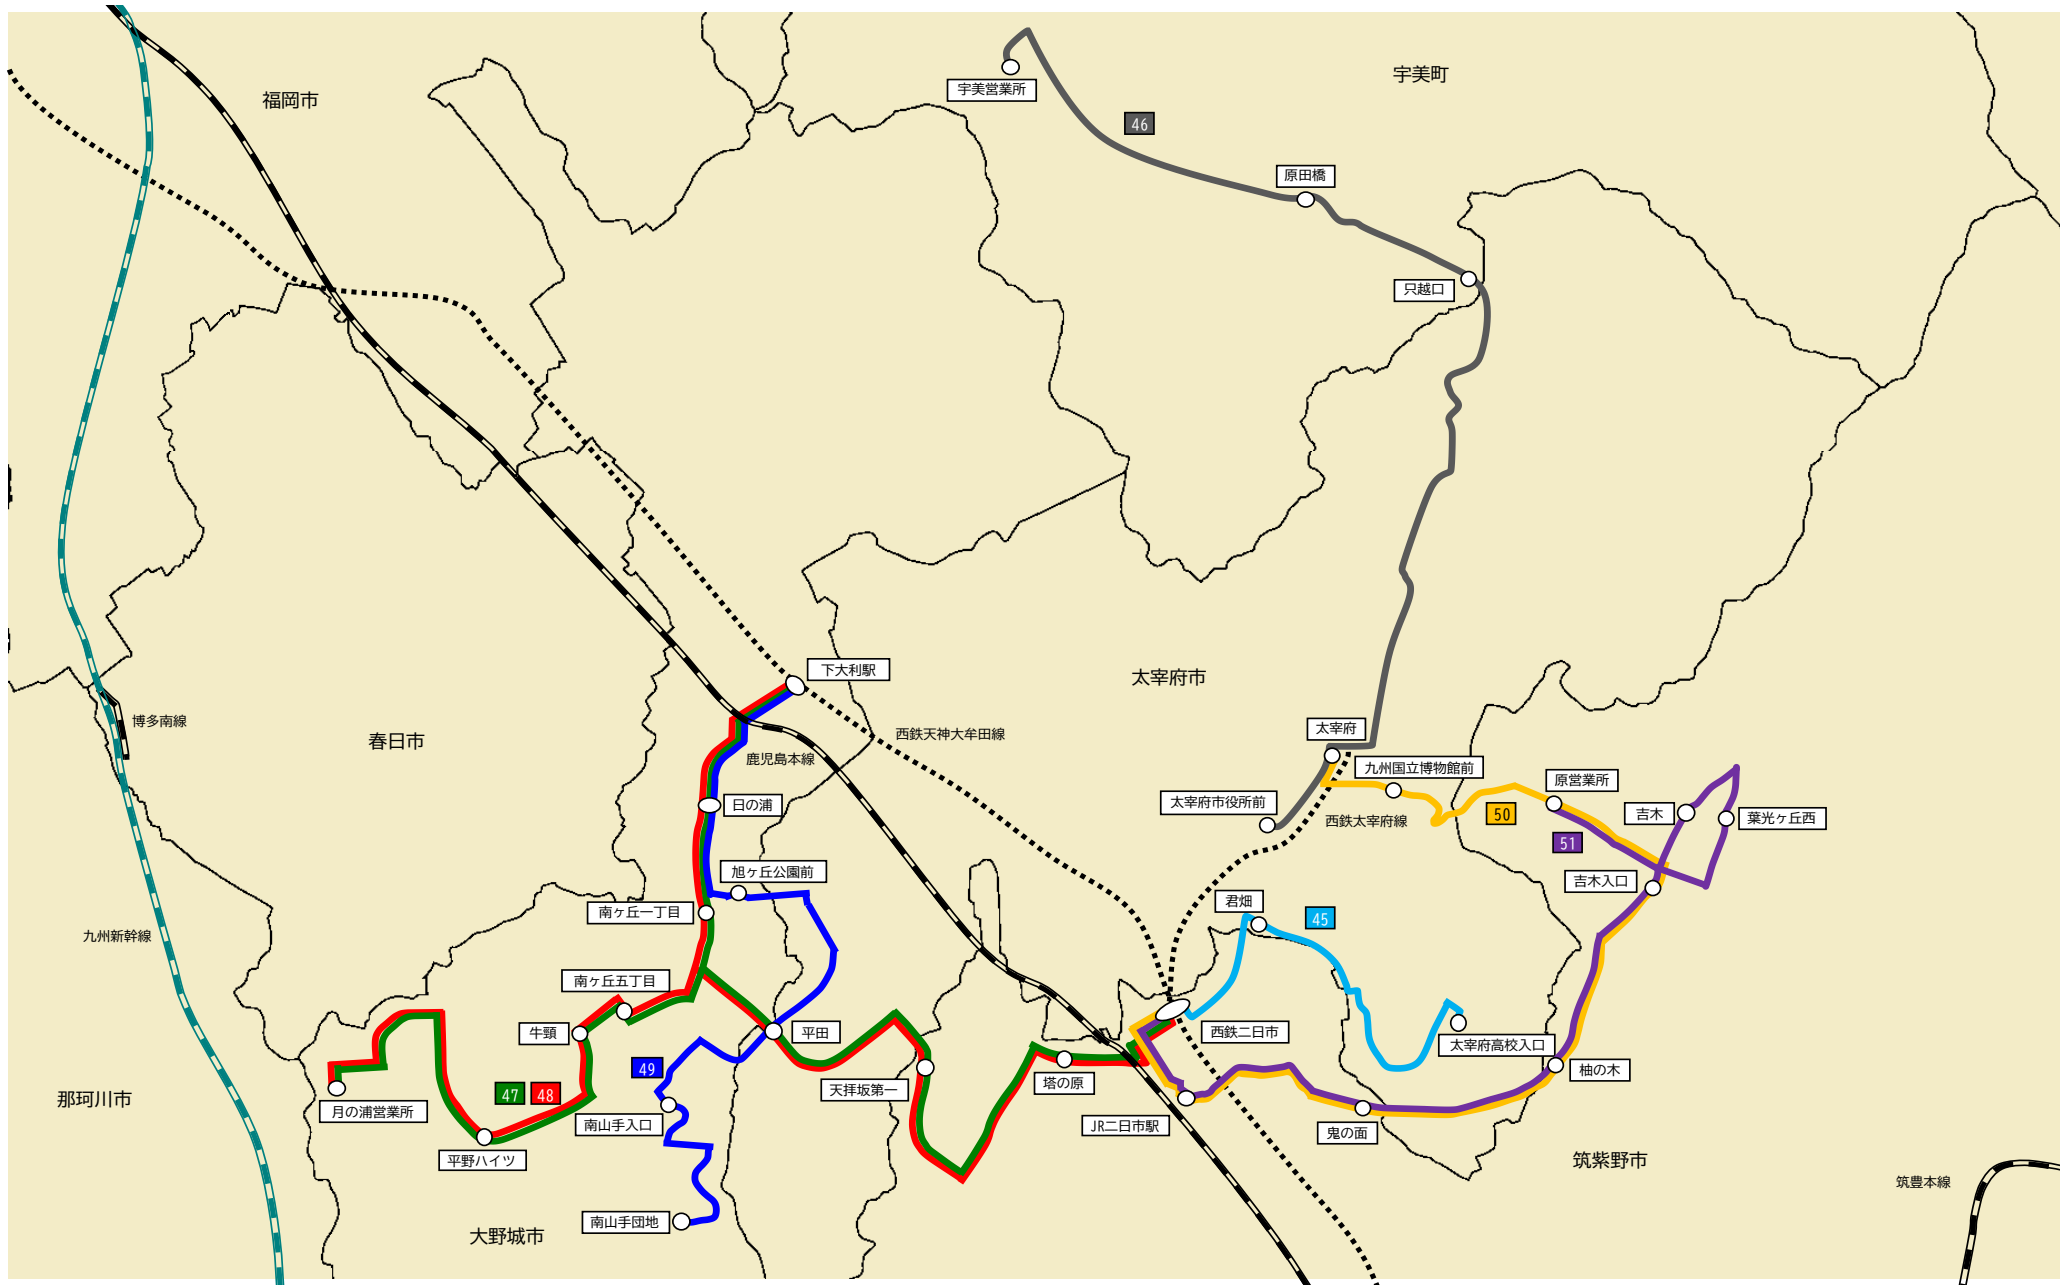 宇美町
福岡市
宇美営業所
46
原田橋
只越口
太宰府市
下大利駅
博多南線
春日市
西鉄天神大牟田線
太宰府
鹿児島本線
九州国立博物館前
原営業所
日の浦
太宰府市役所前
西鉄太宰府線
50
吉木
葉光ヶ丘西
51
旭ヶ丘公園前
吉木入口
君畑
南ヶ丘一丁目
45
九州新幹線
南ヶ丘五丁目
牛頸
平田
西鉄二日市
太宰府高校入口
49
柚の木
塔の原
天拝坂第一
47
48
那珂川市
月の浦営業所
南山手入口
JR二日市駅
鬼の面
平野ハイツ
筑紫野市
筑豊本線
南山手団地
大野城市